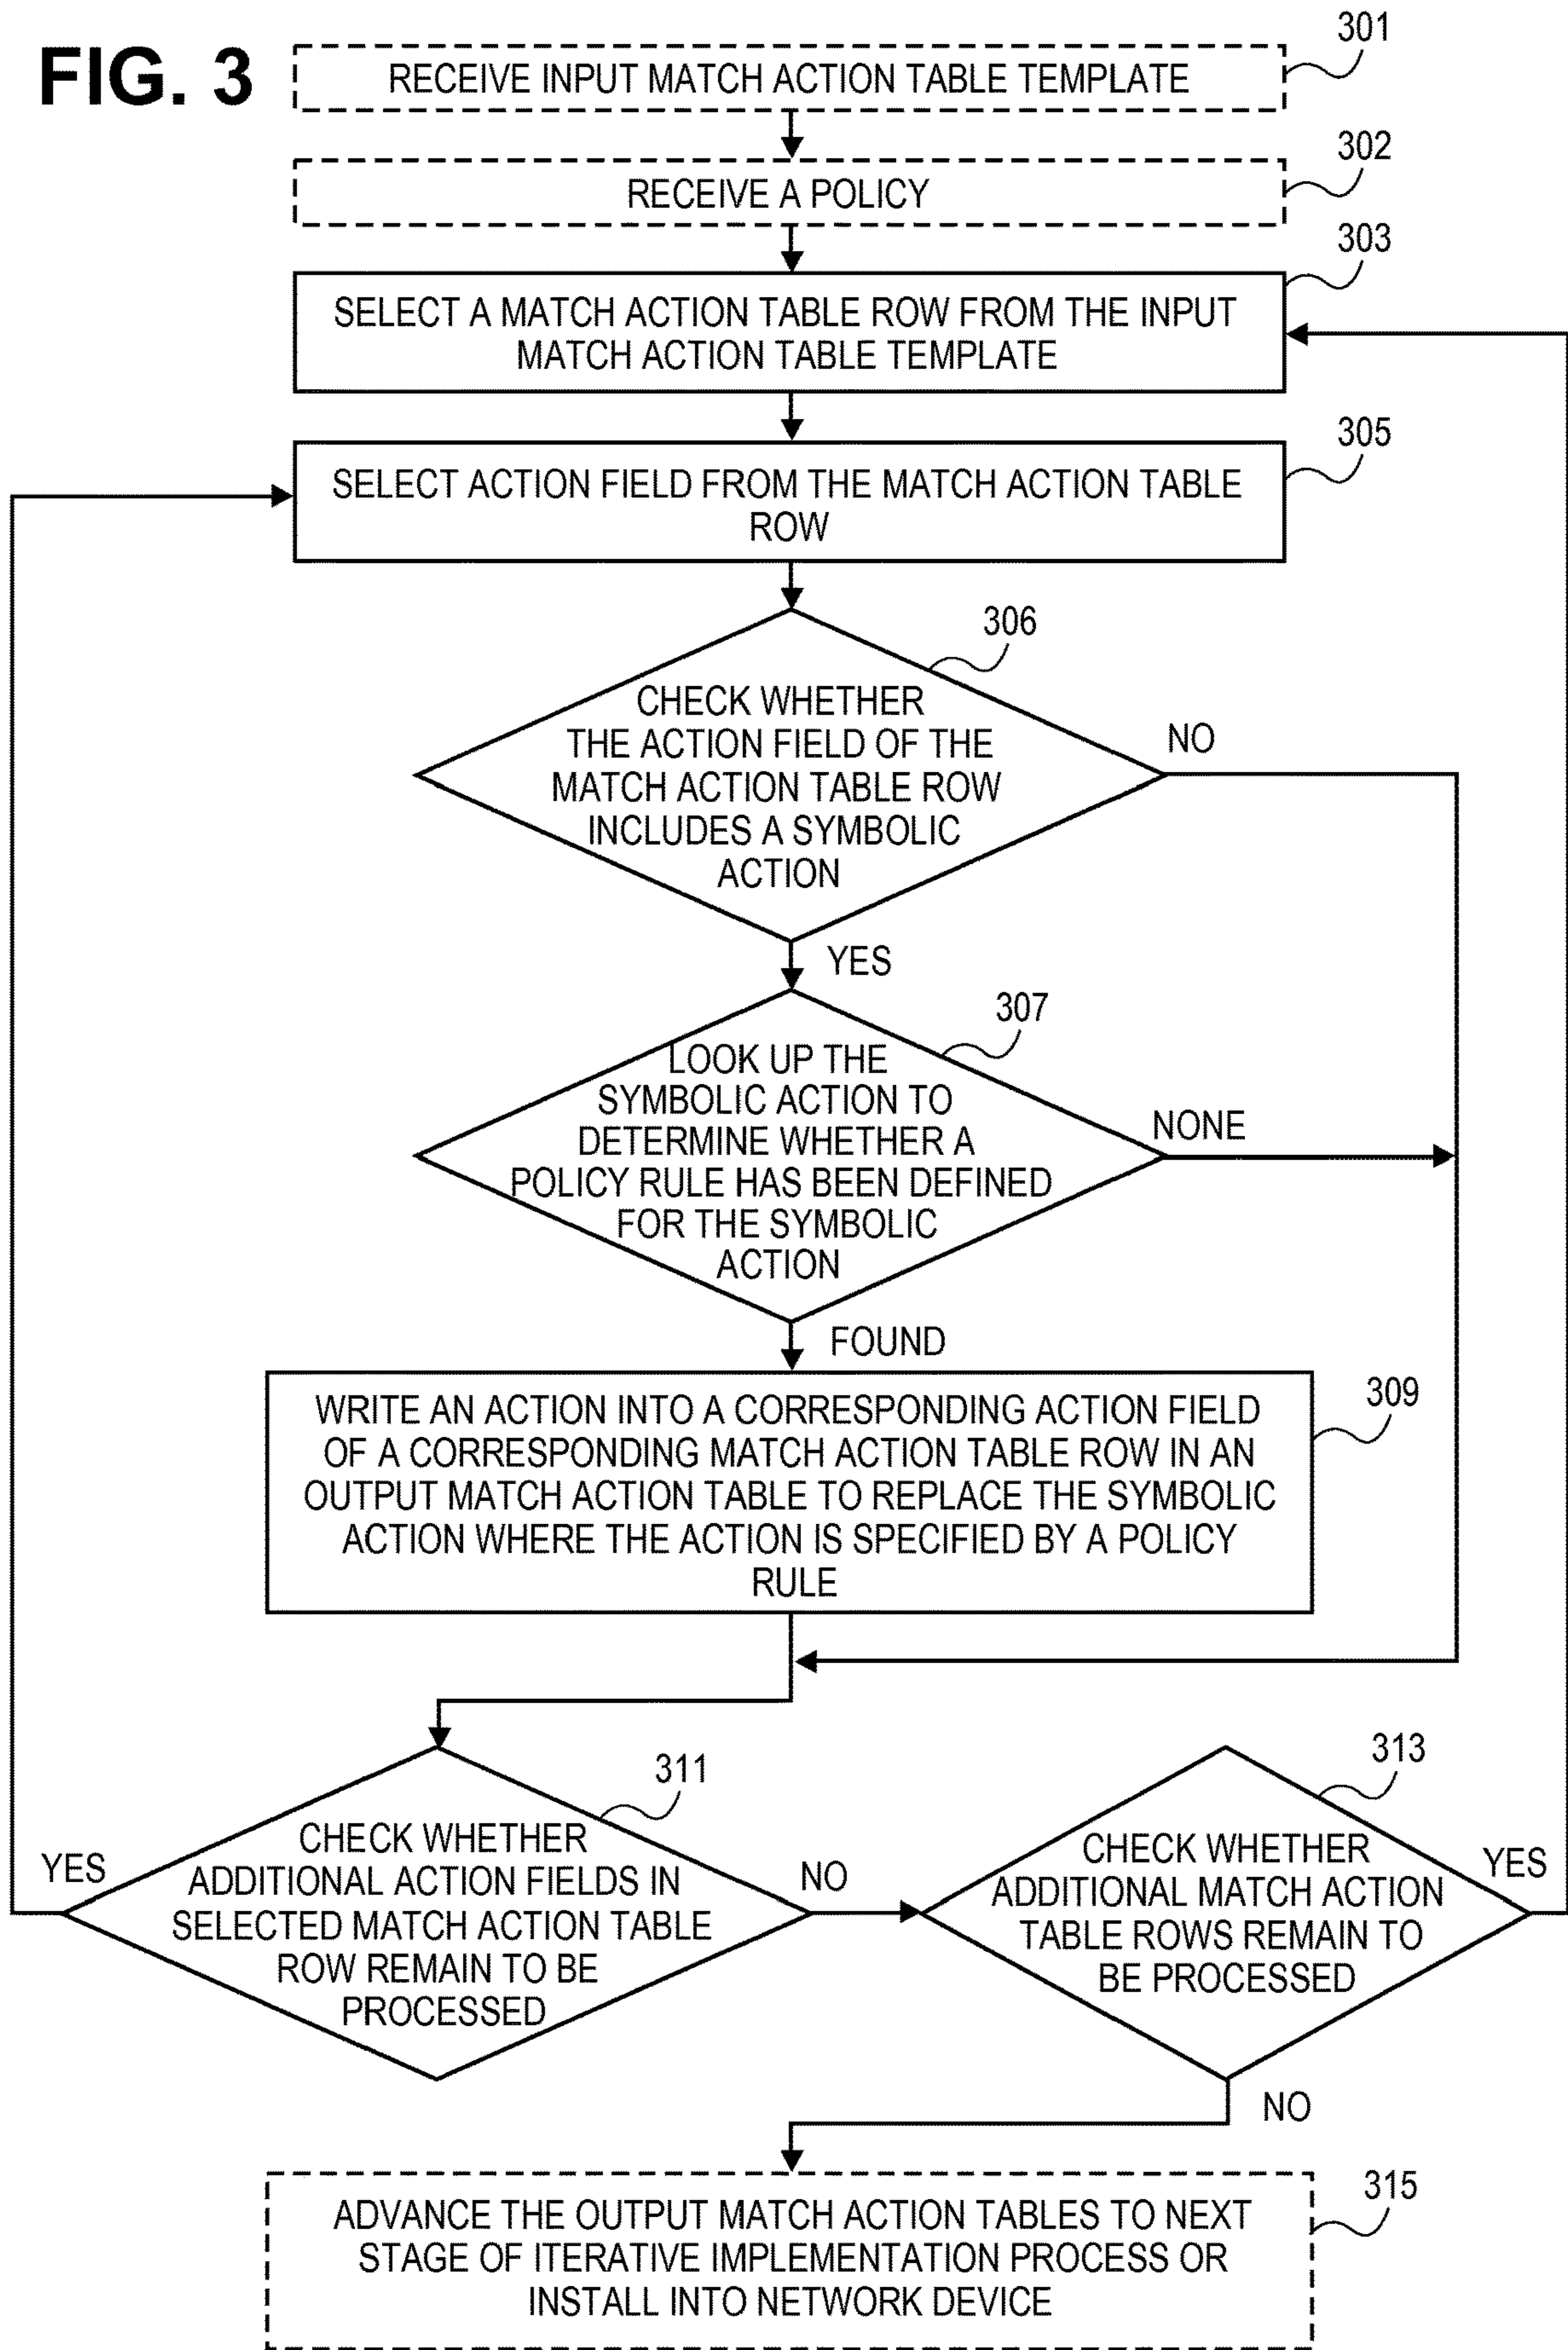 FIG. 3
301
RECEIVE INPUT MATCH ACTION TABLE TEMPLATE
302
RECEIVE A POLICY
303
SELECT A MATCH ACTION TABLE ROW FROM THE INPUT
MATCH ACTION TABLE TEMPLATE
305
SELECT ACTION FIELD FROM THE MATCH ACTION TABLE
ROW
306
CHECK WHETHER
THE ACTION FIELD OF THE
MATCH ACTION TABLE ROW
INCLUDES A SYMBOLIC
ACTION
NO
YES
307
LOOK UP THE
SYMBOLIC ACTION TO
DETERMINE WHETHER A
POLICY RULE HAS BEEN DEFINED
FOR THE SYMBOLIC
ACTION
NONE
FOUND
309
WRITE AN ACTION INTO A CORRESPONDING ACTION FIELD
OF A CORRESPONDING MATCH ACTION TABLE ROW IN AN
OUTPUT MATCH ACTION TABLE TO REPLACE THE SYMBOLIC
ACTION WHERE THE ACTION IS SPECIFIED BY A POLICY
RULE
311
CHECK WHETHER
ADDITIONAL ACTION FIELDS IN
SELECTED MATCH ACTION TABLE
ROW REMAIN TO BE
PROCESSED
YES
NO
313
CHECK WHETHER
ADDITIONAL MATCH ACTION
TABLE ROWS REMAIN TO
BE PROCESSED
YES
NO
315
ADVANCE THE OUTPUT MATCH ACTION TABLES TO NEXT
STAGE OF ITERATIVE IMPLEMENTATION PROCESS OR
INSTALL INTO NETWORK DEVICE